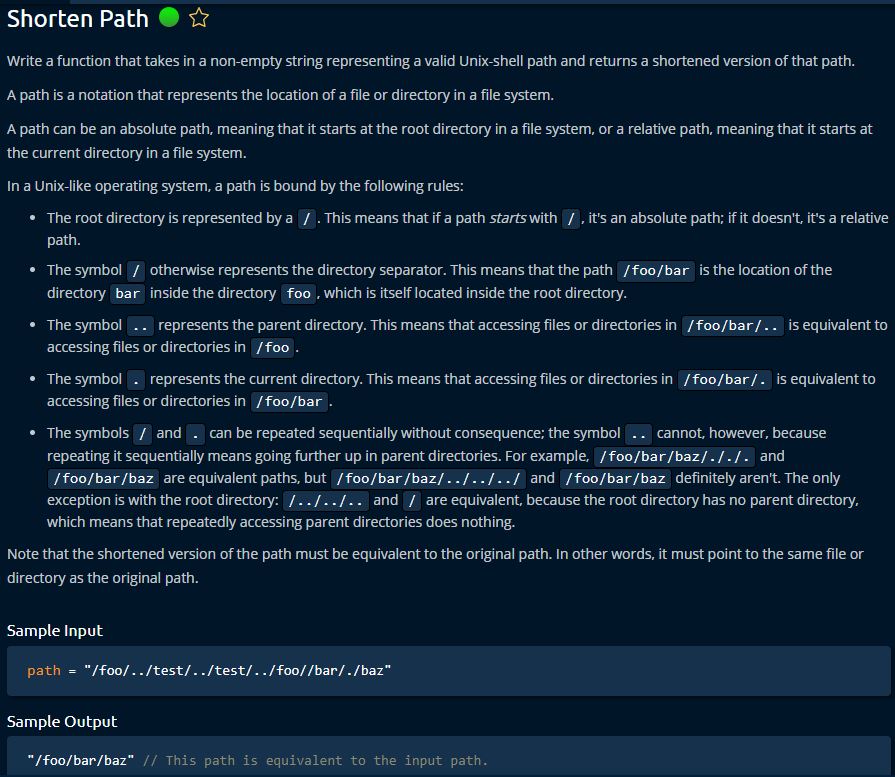 Shorten Path
Write a function that takes in a non-empty string representing a valid Unix-shell path and returns a shortened version of that path.
A path is a notation that represents the location of a file or directory in a file system.
A path can be an absolute path, meaning that it starts at the root directory in a file system, or a relative path, meaning that it starts at
the current directory in a file system.
In a Unix-like operating system, a path is bound by the following rules:
• The root directory is represented by a / . This means that if a path starts with / , it's an absolute path; if it doesn't, it's a relative
path.
• The symbol / otherwise represents the directory separator. This means that the path /foo/bar is the location of the
directory bar inside the directory foo , which is itself located inside the root directory.
• The symbol .. represents the parent directory. This means that accessing files or directories in /foo/bar/.. is equivalent to
accessing files or directories in /foo .
• The symbol . represents the current directory. This means that accessing files or directories in /foo/bar/. is equivalent to
accessing files or directories in /foo/bar .
• The symbols / and . can be repeated sequentially without consequence; the symbol .. cannot, however, because
repeating it sequentially means going further up in parent directories. For example, /foo/bar/baz/././. and
/foo/bar/baz are equivalent paths, but /foo/bar/baz/../../../ and /foo/bar/baz definitely aren't. The only
exception is with the root directory: /../../.. and / are equivalent, because the root directory has no parent directory,
which means that repeatedly accessing parent directories does nothing.
Note that the shortened version of the path must be equivalent to the original path. In other words, it must point to the same file or
directory as the original path.
Sample Input
path = "/foo/../test/../test/../foo//bar/./baz"
Sample Output
"/foo/bar/baz" // This path is equivalent to the input path.